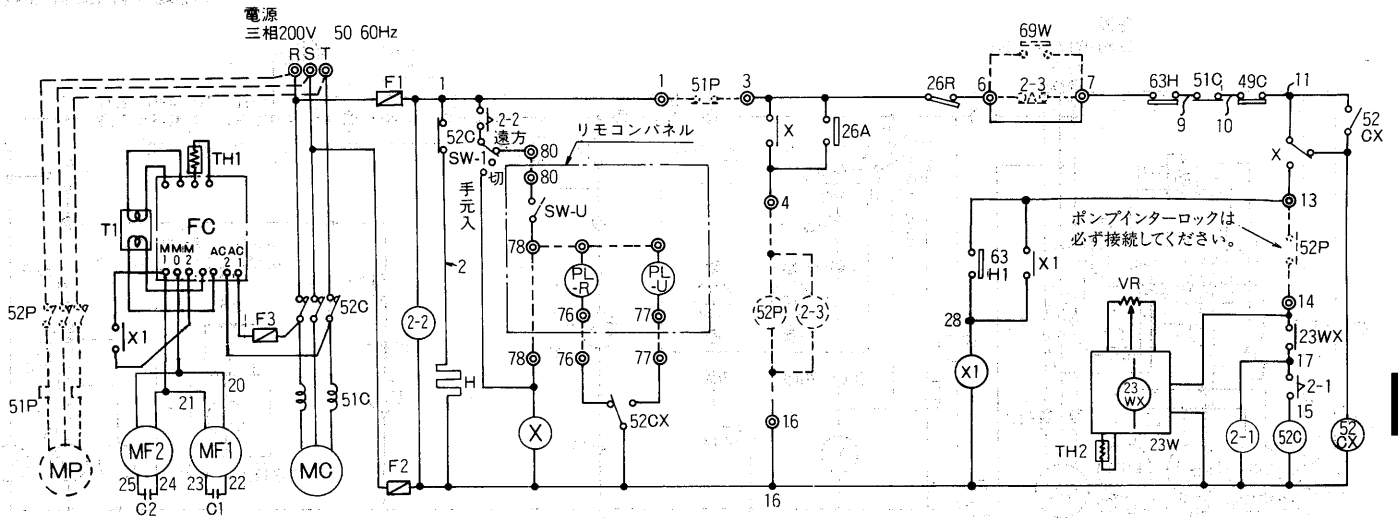 電源
三相200V 50 60Hz
R S T
F1
1
1
51P
3
26R
69W
6
2-3
7
63H
51C
49C
11
9
10
52
CX
2-2
遠方
リモコンパネル
52C
SW-1
切
手
元
入
80
80
X
26A
X
TH1
T1
FC
M M M
1 0 2
AC AC
2 1
SW-U
4
13
ポンプインターロックは
必ず接続してください。
52P
78
2
PL
-R
PL
-U
63
H1
X1
52P
52C
F3
2-2
76
77
52P
2-3
VR
14
X1
28
23WX
17
20
78
76
77
21
H
51P
51C
X1
23
WX
2-1
15
52CX
16
MP
MF2
MF1
MC
X
23W
2-1
52C
52
CX
TH2
25
24
23
22
F2
C2
C1
16